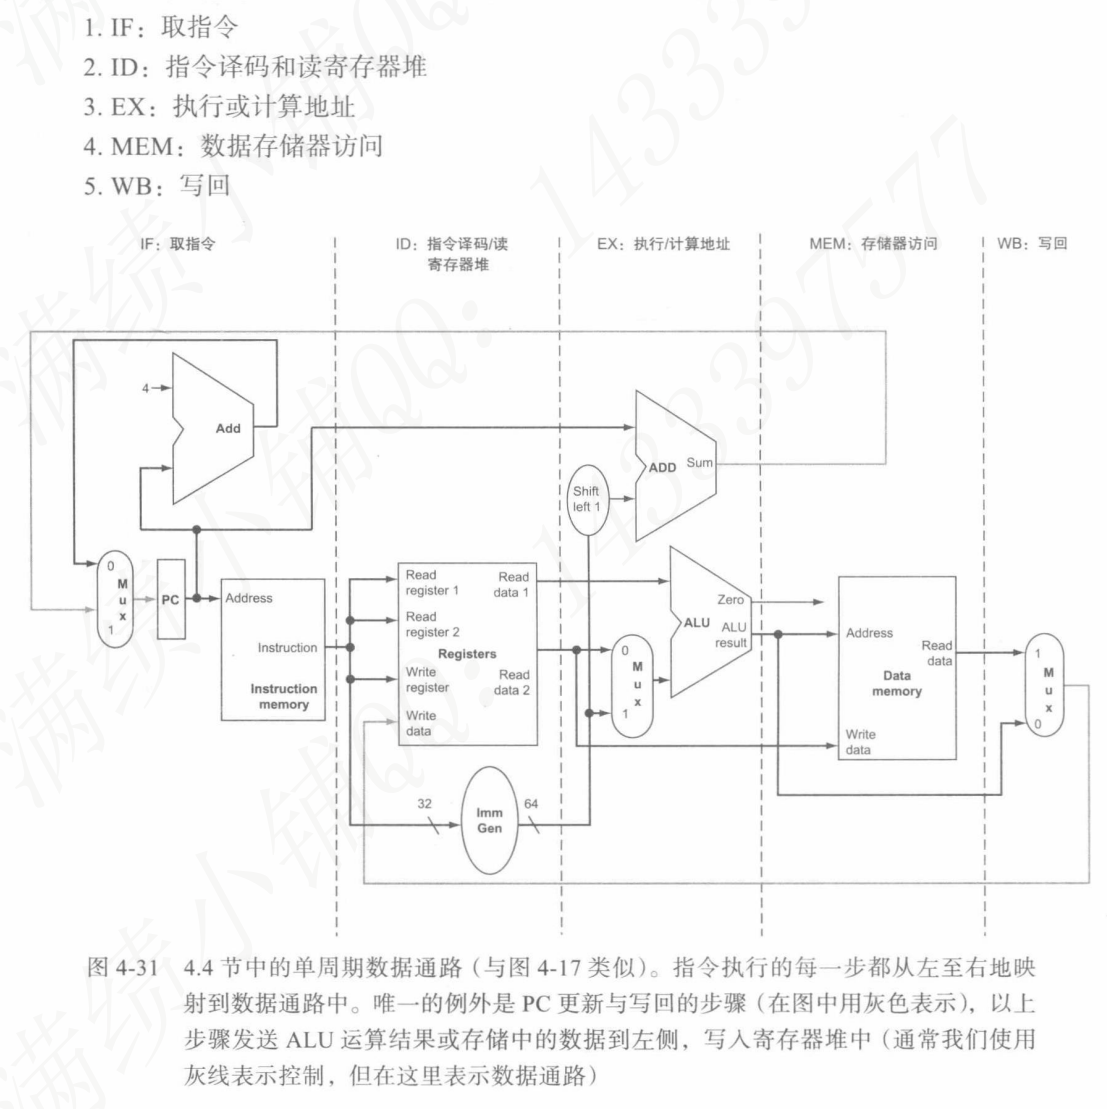 1. IF：取指令
2. ID：指令译码和读寄存器堆
3. EX：执行或计算地址
4. MEM：数据存储器访问
5. WB：写回
IF：取指令
ID：指令译码/读
寄存器堆
EX：执行/计算地址
MEM：存储器访问
WB：写回
4
Add
ADD
Sum
Shift
left 1
0
M
u
x
1
PC
Address
Instruction
Instruction
memory
Read
register 1
Read
register 2
Write
register
Write
data
Registers
Read
data 1
Read
data 2
32
Imm
Gen
64
0
M
u
x
1
Zero
ALU
ALU
result
Address
Read
data
Data
memory
Write
data
1
M
u
x
0
图 4-31 4.4 节中的单周期数据通路（与图 4-17 类似）。指令执行的每一步都从左至右地映
射到数据通路中。唯一的例外是 PC 更新与写回的步骤（在图中用灰色表示），以上
步骤发送 ALU 运算结果或存储中的数据到左侧，写入寄存器堆中（通常我们使用
灰线表示控制，但在这里表示数据通路）
满绩小铺QQ：1433397577